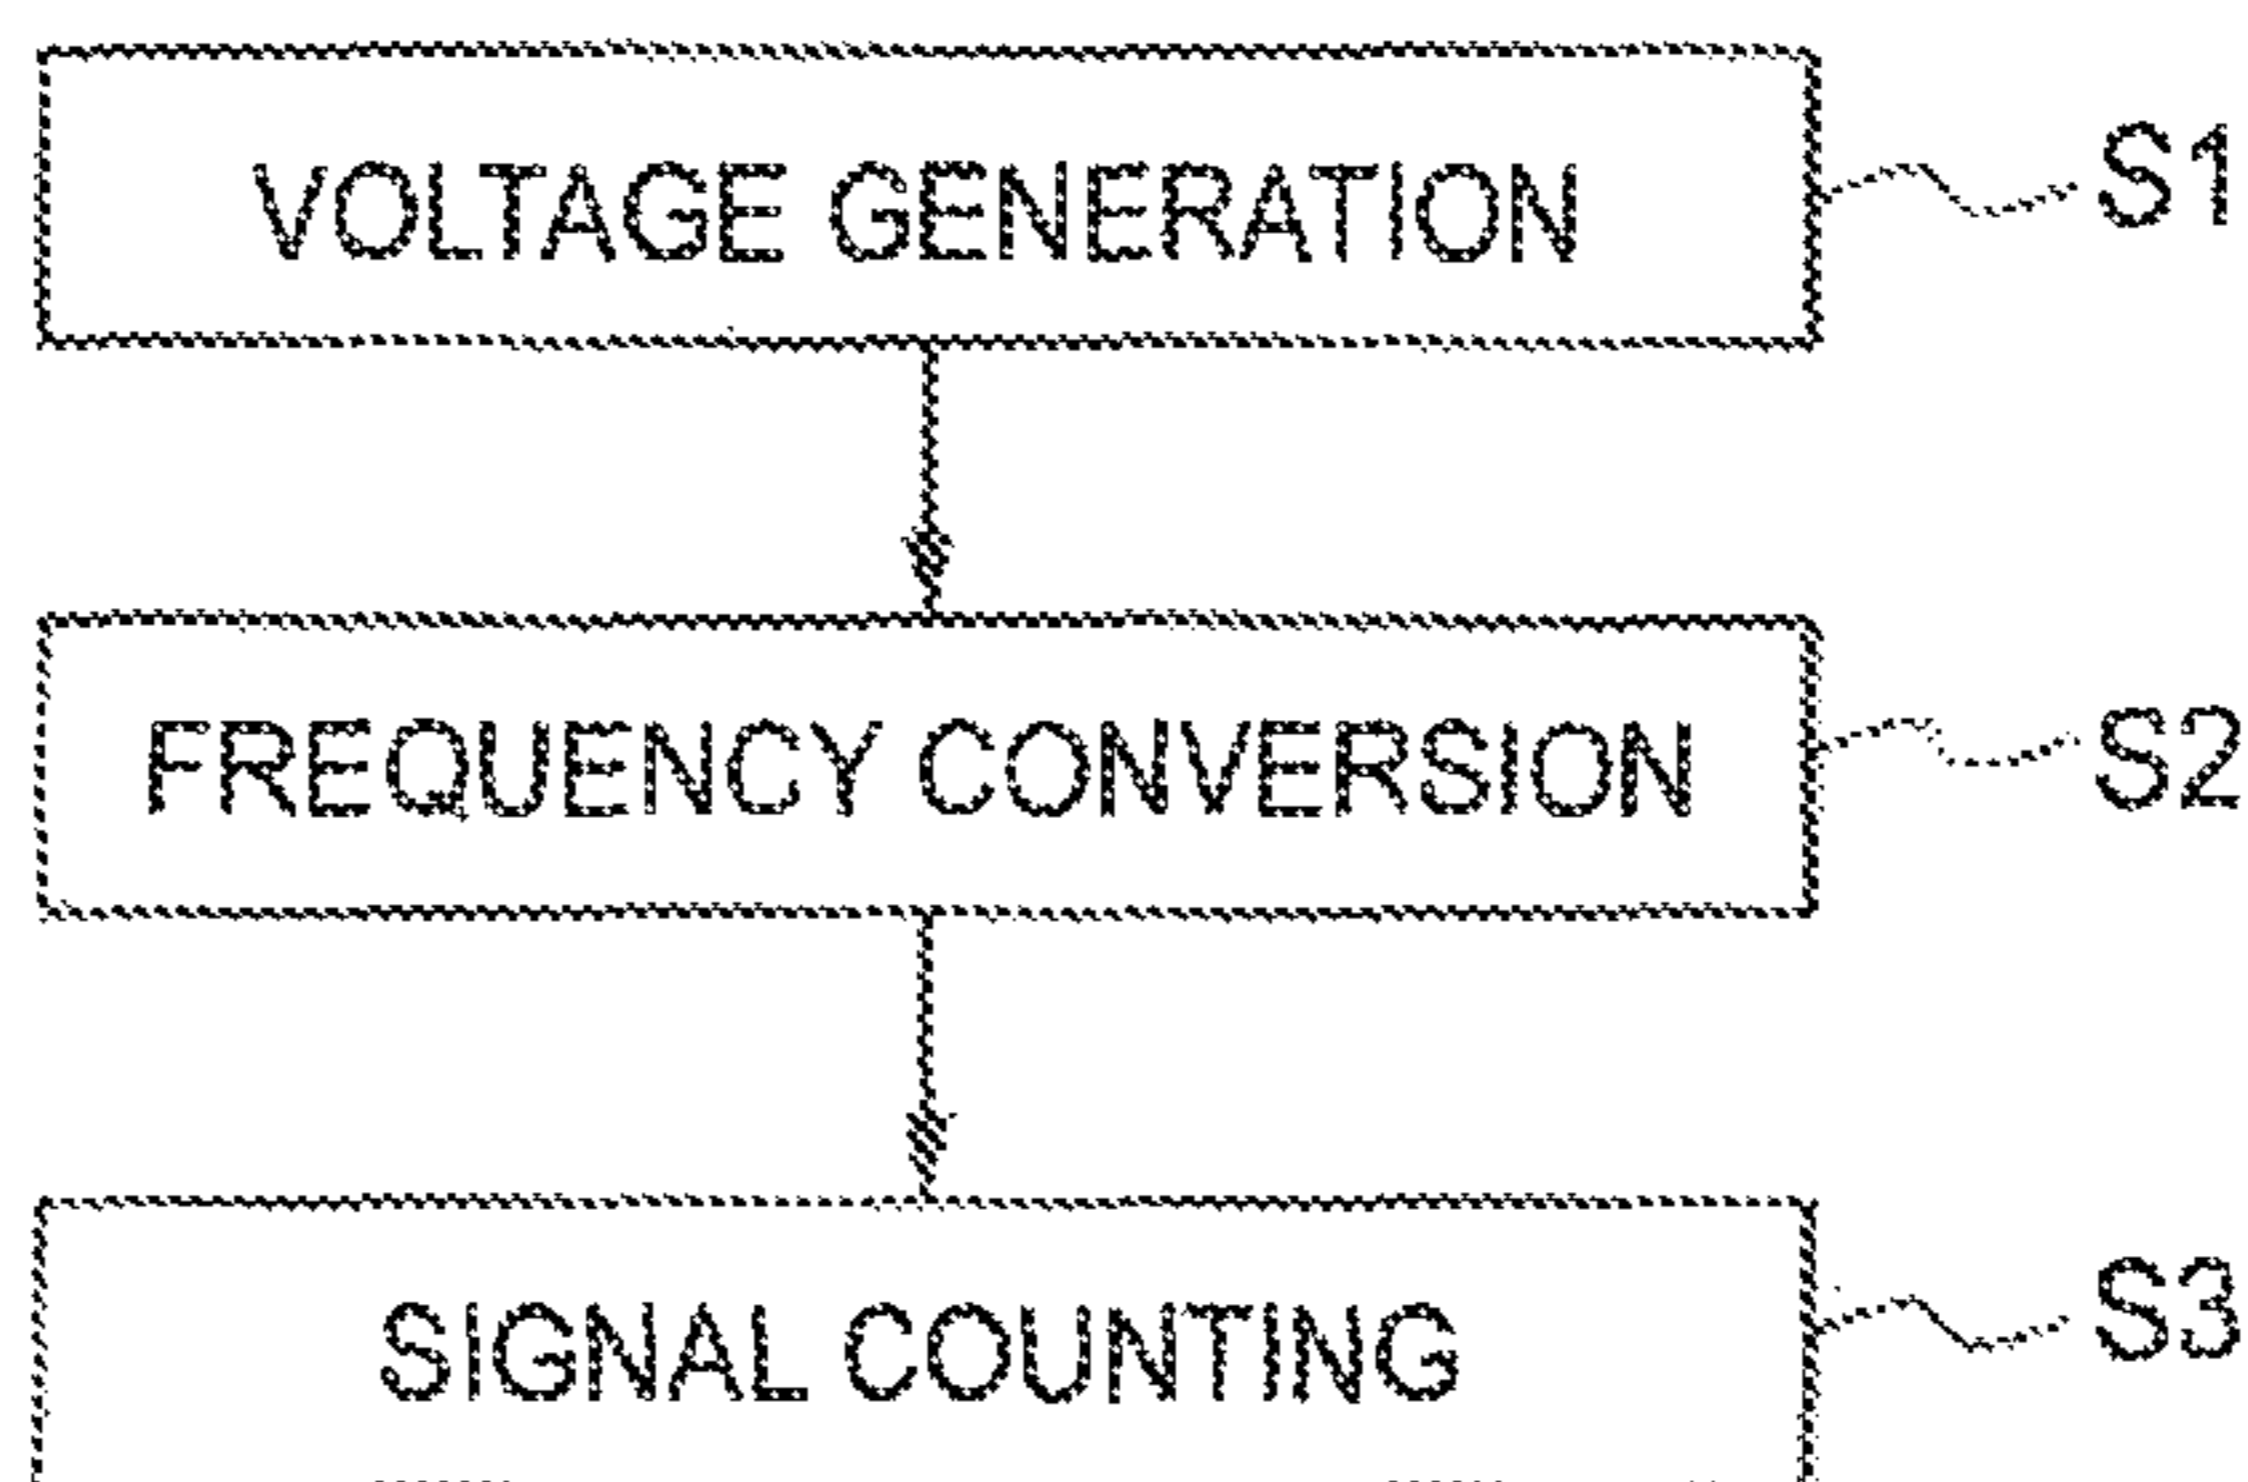 VOLTAGE GENERATION S1
FREQUENCY CONVERSION S2
SIGNAL COUNTING S3